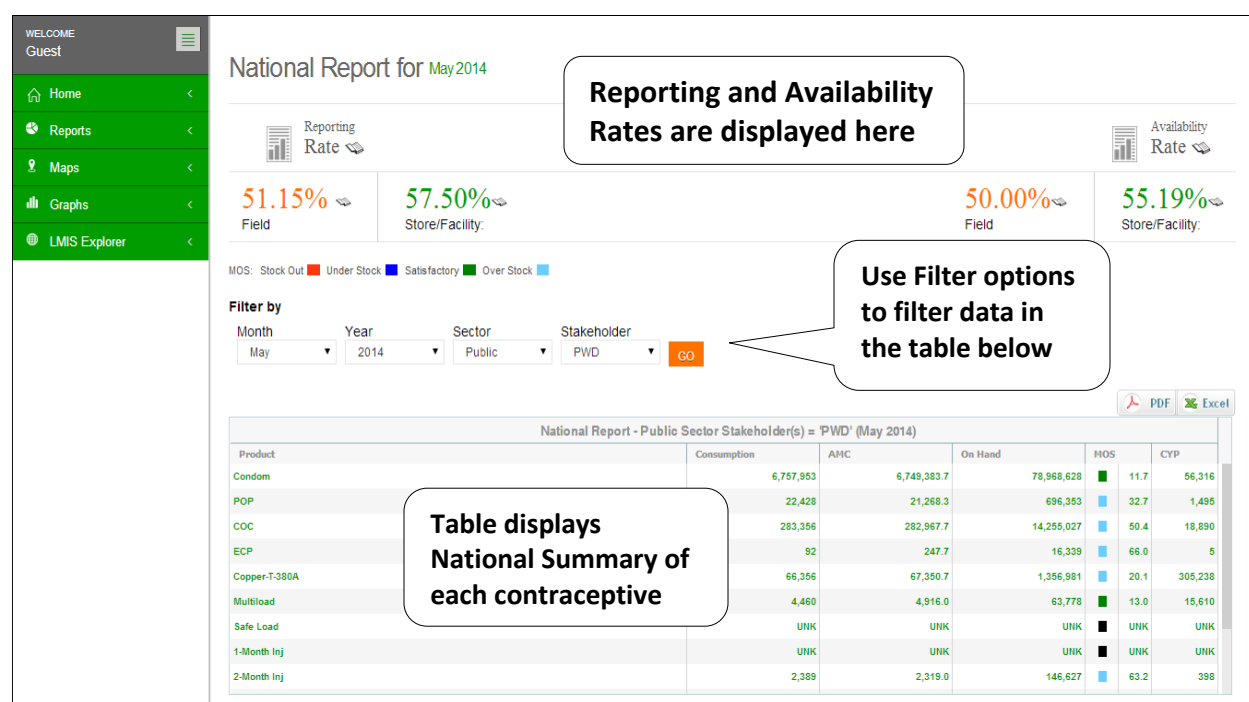 WELCOME
Guest
Home
Reports
Maps
Graphs
LMIS Explorer
National Report for May 2014
Reporting and Availability
Rates are displayed here
Reporting
Rate
Availability
Rate
51.15% 57.50% 50.00% 55.19%
Field Store/Facility: Field Store/Facility:
MOS: Stock Out Under Stock Satisfactory Over Stock
Use Filter options
to filter data in
the table below
Filter by
Month Year Sector Stakeholder
May 2014 Public PWD GO
PDF Excel
National Report - Public Sector Stakeholder(s) = 'PWD' (May 2014)
Product Consumption AMC On Hand MOS CYP
Condom 6,757,953 6,749,383.7 78,968,628 11.7 56,316
POP 22,428 21,268.3 696,353 32.7 1,495
COC 283,356 282,967.7 14,255,027 50.4 18,890
ECP 92 247.7 16,339 66.0 5
Copper-T-380A 66,356 67,350.7 1,356,981 20.1 305,238
Multiload 4,460 4,916.0 63,778 13.0 15,610
Safe Load UNK UNK UNK UNK UNK
1-Month Inj UNK UNK UNK UNK UNK
2-Month Inj 2,389 2,319.0 146,627 63.2 398
Table displays
National Summary of
each contraceptive